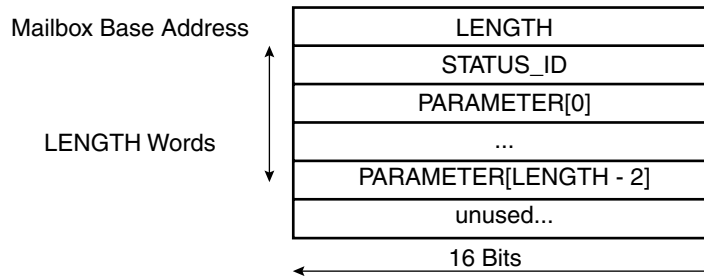 Mailbox Base Address LENGTH
STATUS_ID
PARAMETER[0]
LENGTH Words ...
PARAMETER[LENGTH - 2]
unused...
16 Bits